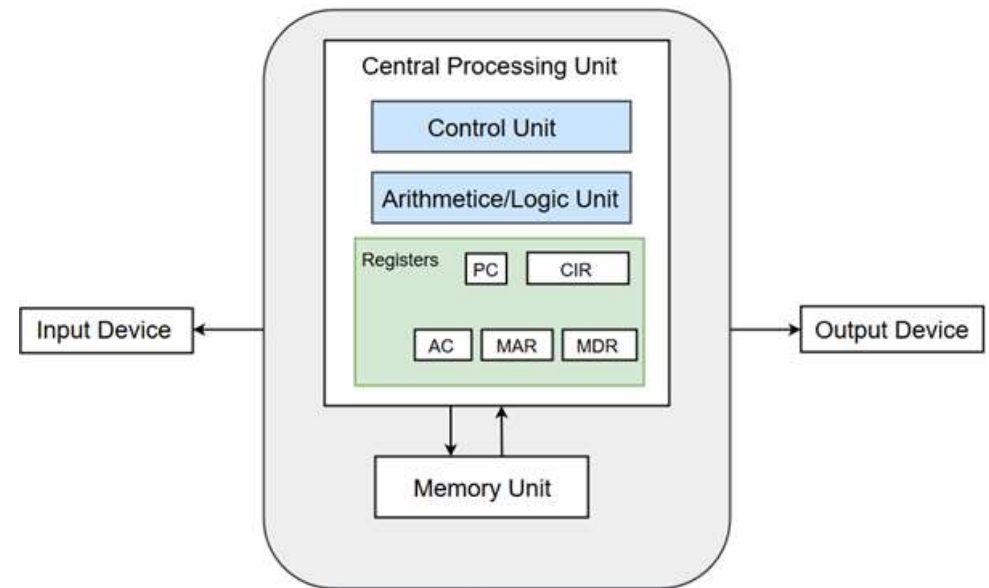 Central Processing Unit
Control Unit
Arithmetice/Logic Unit
Registers
PC
CIR
Input Device
Output Device
AC
MAR
MDR
Memory Unit